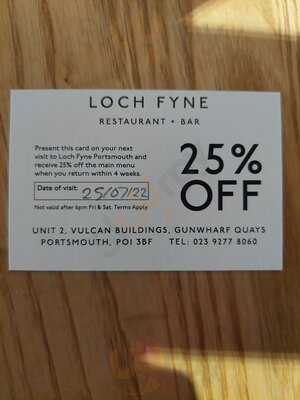 LOCH FYNE
RESTAURANT • BAR
Present this card on your next
visit to Loch Fyne Portsmouth and
receive 25% off the main menu
when you return within 4 weeks.
Date of visit: 25/07/22
Not valid after 6pm Fri & Sat. Terms Apply
25%
OFF
UNIT 2, VULCAN BUILDINGS, GUNWHARF QUAYS
PORTSMOUTH, PO1 3BF TEL: 023 9277 8060